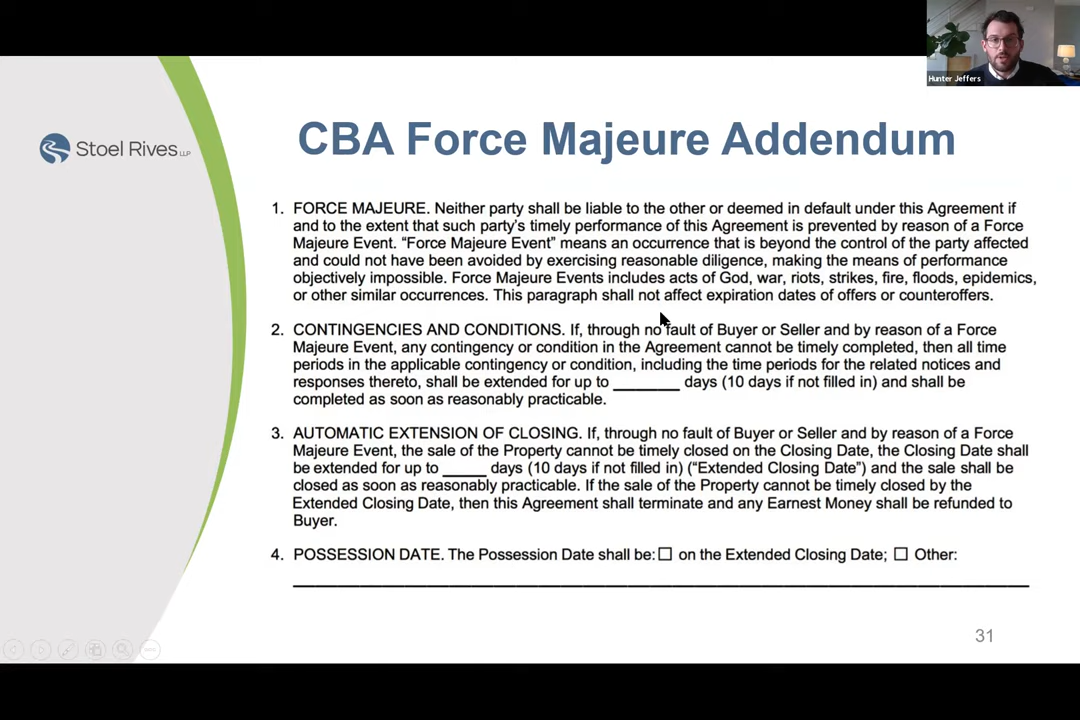 Hunter Jeffers
Stoel Rives LLP
CBA Force Majeure Addendum
1. FORCE MAJEURE. Neither party shall be liable to the other or deemed in default under this Agreement if
and to the extent that such party's timely performance of this Agreement is prevented by reason of a Force
Majeure Event. “Force Majeure Event” means an occurrence that is beyond the control of the party affected
and could not have been avoided by exercising reasonable diligence, making the means of performance
objectively impossible. Force Majeure Events includes acts of God, war, riots, strikes, fire, floods, epidemics,
or other similar occurrences. This paragraph shall not affect expiration dates of offers or counteroffers.
2. CONTINGENCIES AND CONDITIONS. If, through no fault of Buyer or Seller and by reason of a Force
Majeure Event, any contingency or condition in the Agreement cannot be timely completed, then all time
periods in the applicable contingency or condition, including the time periods for the related notices and
responses thereto, shall be extended for up to ________ days (10 days if not filled in) and shall be
completed as soon as reasonably practicable.
3. AUTOMATIC EXTENSION OF CLOSING. If, through no fault of Buyer or Seller and by reason of a Force
Majeure Event, the sale of the Property cannot be timely closed on the Closing Date, the Closing Date shall
be extended for up to _____ days (10 days if not filled in) (“Extended Closing Date”) and the sale shall be
closed as soon as reasonably practicable. If the sale of the Property cannot be timely closed by the
Extended Closing Date, then this Agreement shall terminate and any Earnest Money shall be refunded to
Buyer.
4. POSSESSION DATE. The Possession Date shall be: ☐ on the Extended Closing Date; ☐ Other:
31